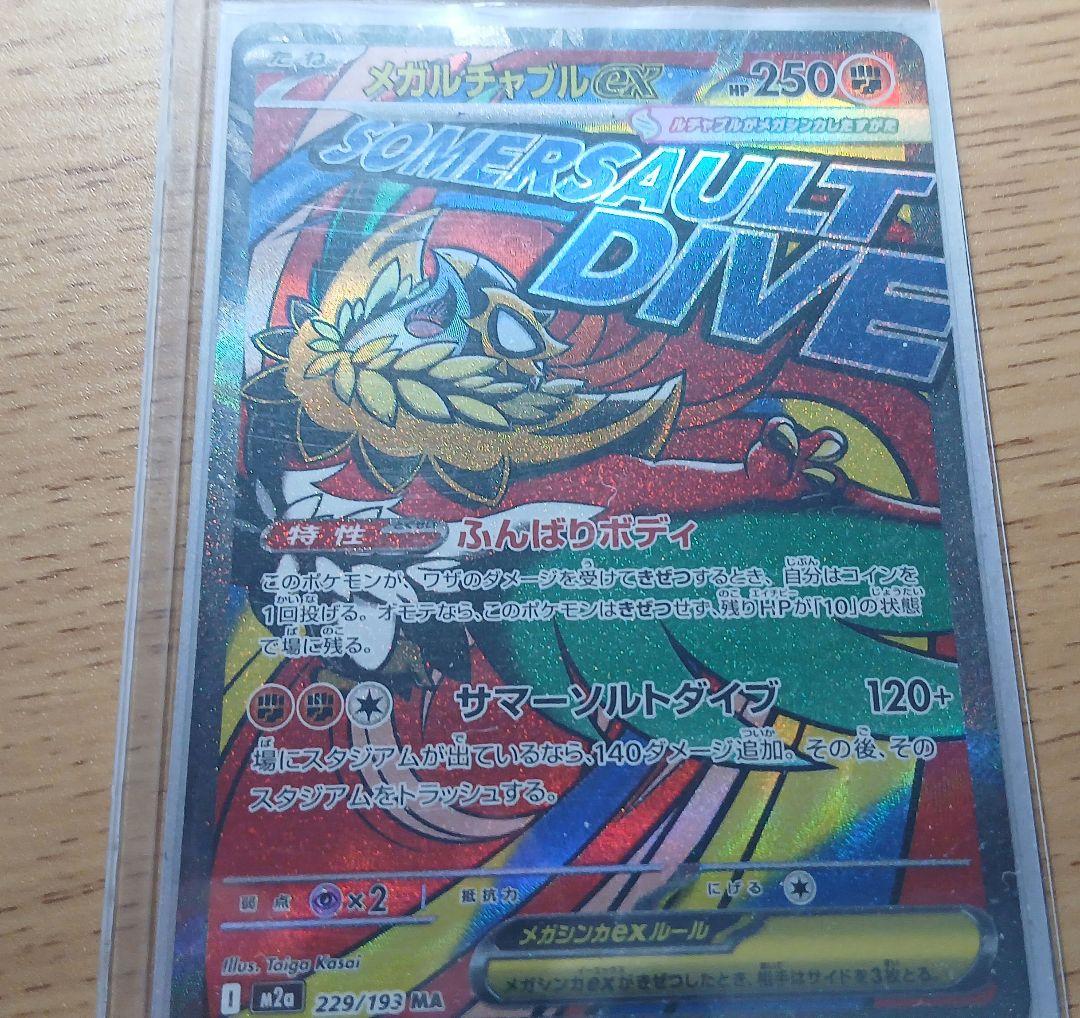 たね メガルチャブルex HP 250
ルチャブルがメガシンカしたすがた
SOMERSAULT
DIVE
特性 とくせい ふんばりボディ
このポケモンが、ワザのダメージを受けてきぜつするとき、自分はコインを
1回投げる。オモテなら、このポケモンはきぜつせず、残りHPが「10」の状態
で場に残る。
サマーソルトダイブ 120+
場にスタジアムが出ているなら、140ダメージ追加。その後、その
スタジアムをトラッシュする。
弱点 ×2 抵抗力 にげる
メガシンカexルール
メガシンカexがきぜつしたとき、相手はサイドを3枚とる。
Illus. Taiga Kasai
I M2a 229/193 MA